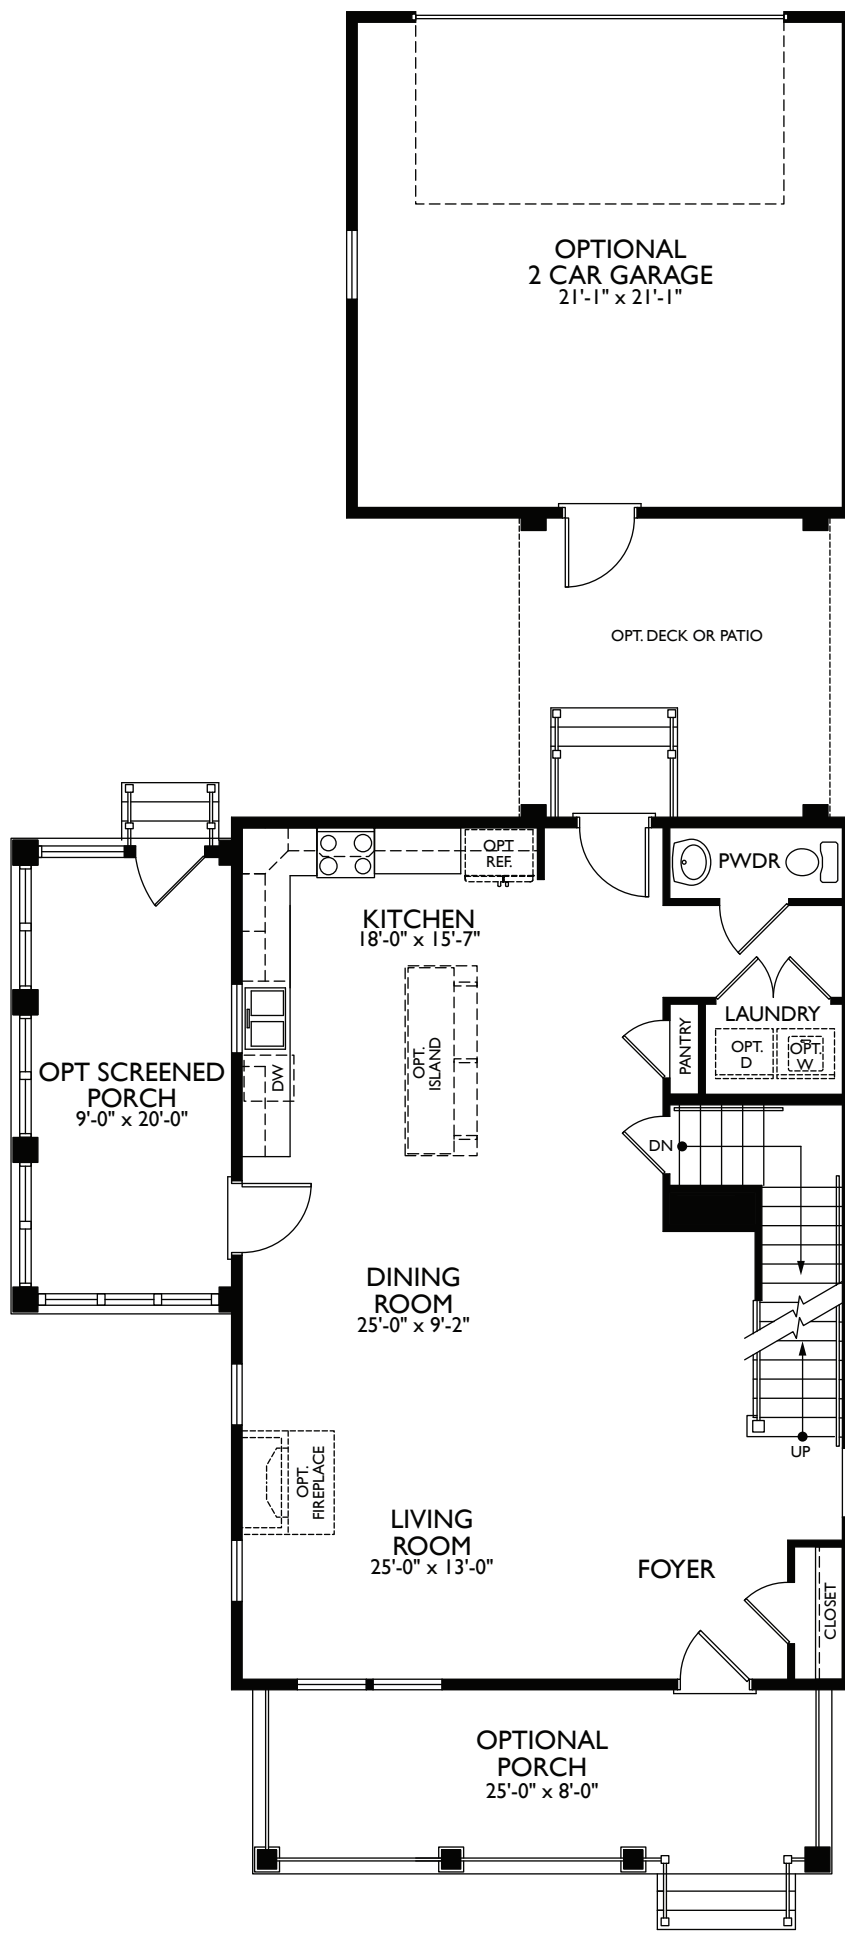 OPTIONAL
2 CAR GARAGE
21'-1" x 21'-1"
OPT. DECK OR PATIO
OPT
REF.
PWDR
KITCHEN
18'-0" x 15'-7"
LAUNDRY
OPT.
D
OPT.
W
PANTRY
OPT.
ISLAND
DW
OPT SCREENED
PORCH
9'-0" x 20'-0"
DN
DINING
ROOM
25'-0" x 9'-2"
UP
OPT.
FIREPLACE
LIVING
ROOM
25'-0" x 13'-0"
FOYER
CLOSET
OPTIONAL
PORCH
25'-0" x 8'-0"